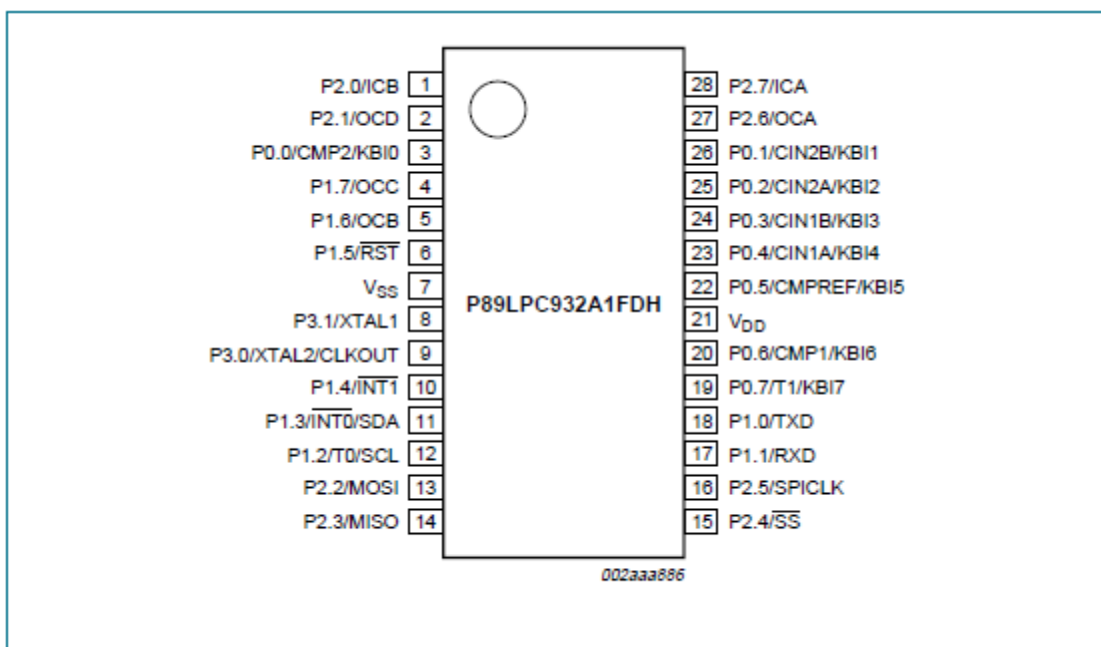 P2.0/ICB 1
P2.1/OCD 2
P0.0/CMP2/KBI0 3
P1.7/OCC 4
P1.6/OCB 5
P1.5/R̅S̅T̅ 6
VSS 7
P3.1/XTAL1 8
P3.0/XTAL2/CLKOUT 9
P1.4/I̅N̅T̅1̅ 10
P1.3/I̅N̅T̅0̅/SDA 11
P1.2/T0/SCL 12
P2.2/MOSI 13
P2.3/MISO 14
P89LPC932A1FDH
28 P2.7/ICA
27 P2.6/OCA
26 P0.1/CIN2B/KBI1
25 P0.2/CIN2A/KBI2
24 P0.3/CIN1B/KBI3
23 P0.4/CIN1A/KBI4
22 P0.5/CMPREF/KBI5
21 VDD
20 P0.6/CMP1/KBI6
19 P0.7/T1/KBI7
18 P1.0/TXD
17 P1.1/RXD
16 P2.5/SPICLK
15 P2.4/S̅S̅
002aaa886